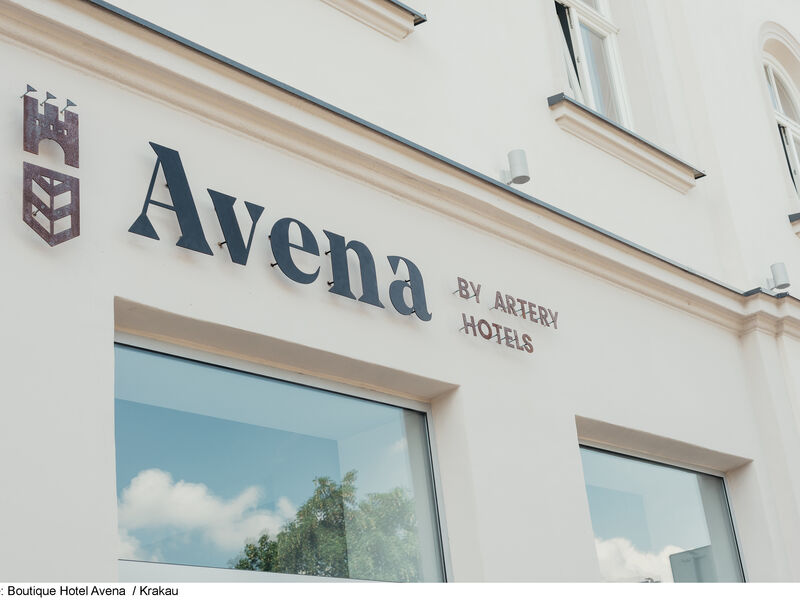 Avena
BY ARTERY
HOTELS
: Boutique Hotel Avena / Krakau